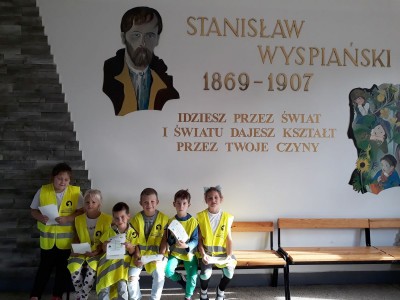 STANISŁAW
WYSPIAŃSKI
1869-1907
IDZIESZ PRZEZ ŚWIAT
I ŚWIATU DAJESZ KSZTAŁT
PRZEZ TWOJE CZYNY